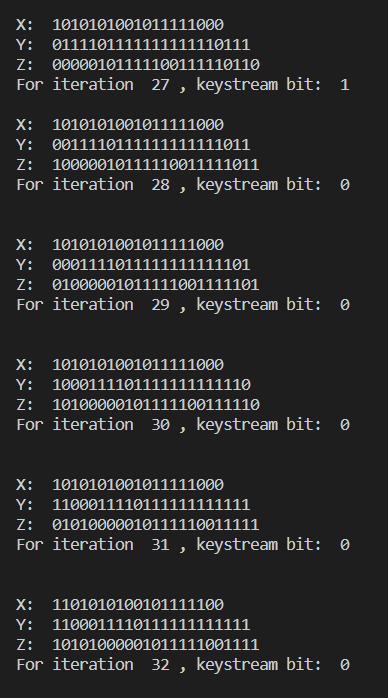 X: 1010101001011111000
Y: 0111101111111111110111
Z: 00000101111100111110110
For iteration 27 , keystream bit: 1
X: 1010101001011111000
Y: 0011110111111111111011
Z: 10000010111110011111011
For iteration 28 , keystream bit: 0
X: 1010101001011111000
Y: 0001111011111111111101
Z: 01000001011111001111101
For iteration 29 , keystream bit: 0
X: 1010101001011111000
Y: 1000111101111111111110
Z: 10100000101111100111110
For iteration 30 , keystream bit: 0
X: 1010101001011111000
Y: 1100011110111111111111
Z: 01010000010111110011111
For iteration 31 , keystream bit: 0
X: 1101010100101111100
Y: 1100011110111111111111
Z: 10101000001011111001111
For iteration 32 , keystream bit: 0